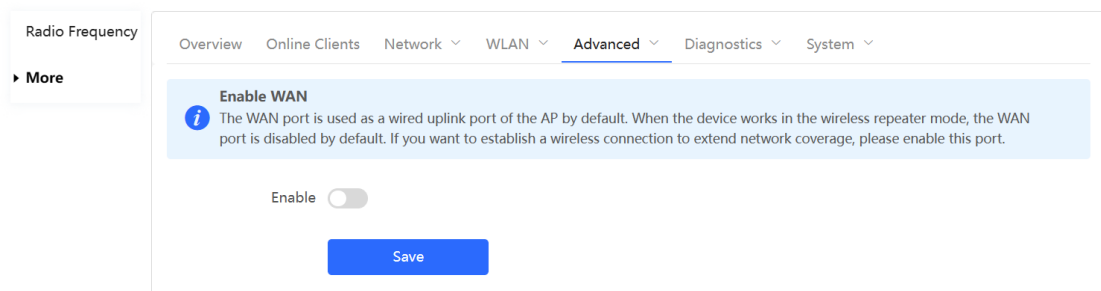 Radio Frequency
More
Overview Online Clients Network WLAN Advanced Diagnostics System
Enable WAN
The WAN port is used as a wired uplink port of the AP by default. When the device works in the wireless repeater mode, the WAN
port is disabled by default. If you want to establish a wireless connection to extend network coverage, please enable this port.
Enable
Save